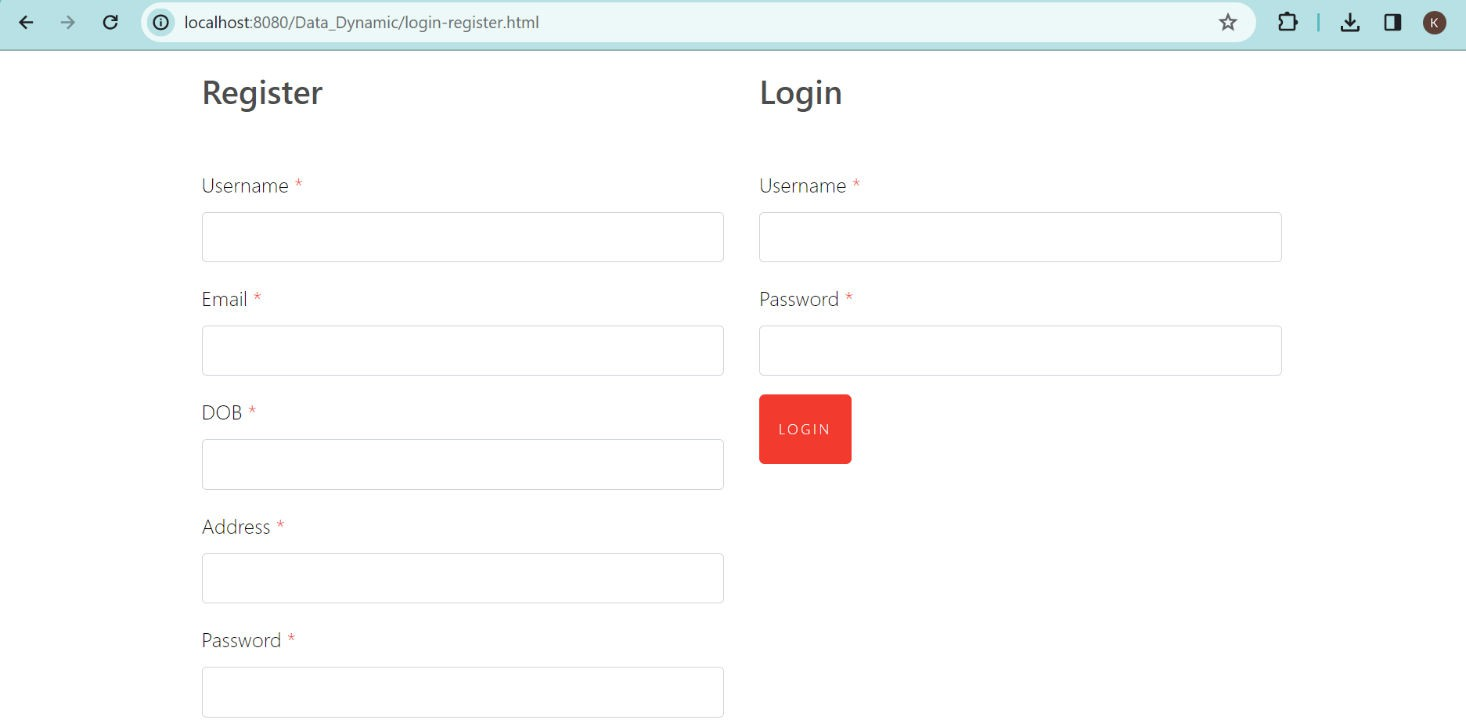 localhost:8080/Data_Dynamic/login-register.html
K
Register
Username *
Email *
DOB *
Address *
Password *
Login
Username *
Password *
LOGIN